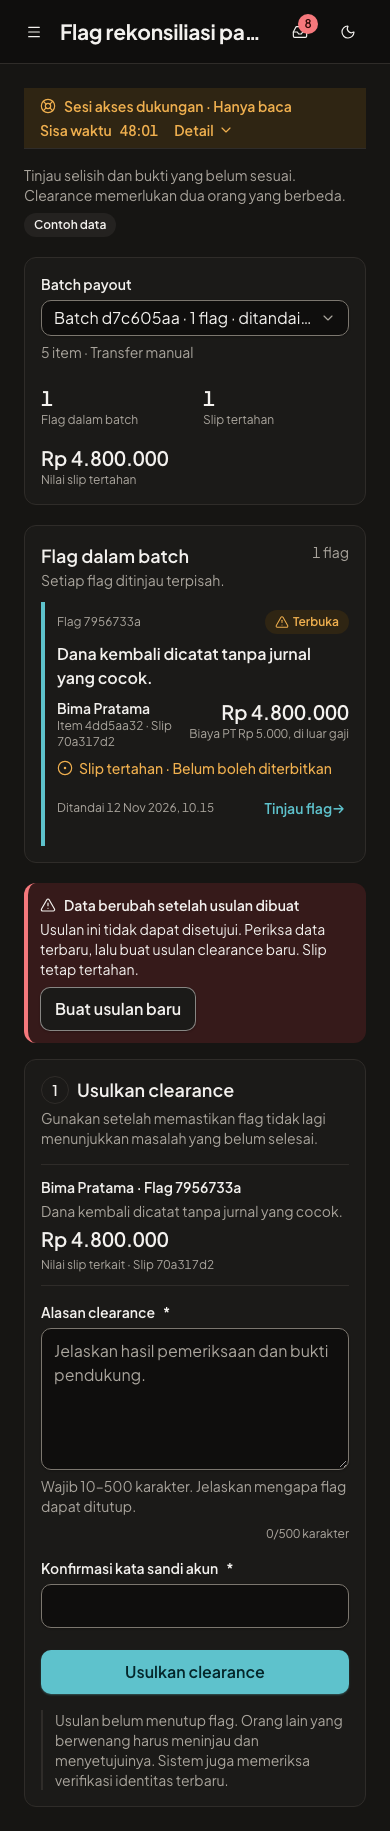 Flag rekonsiliasi pa...
8
Sesi akses dukungan · Hanya baca
Sisa waktu 48:01 Detail
Tinjau selisih dan bukti yang belum sesuai.
Clearance memerlukan dua orang yang berbeda.
Contoh data
Batch payout
Batch d7c605aa · 1 flag · ditandai...
5 item · Transfer manual
1
Flag dalam batch
1
Slip tertahan
Rp 4.800.000
Nilai slip tertahan
Flag dalam batch
1 flag
Setiap flag ditinjau terpisah.
Flag 7956733a
Terbuka
Dana kembali dicatat tanpa jurnal
yang cocok.
Bima Pratama
Item 4dd5aa32 · Slip
70a317d2
Rp 4.800.000
Biaya PT Rp 5.000, di luar gaji
Slip tertahan · Belum boleh diterbitkan
Ditandai 12 Nov 2026, 10.15
Tinjau flag→
Data berubah setelah usulan dibuat
Usulan ini tidak dapat disetujui. Periksa data
terbaru, lalu buat usulan clearance baru. Slip
tetap tertahan.
Buat usulan baru
1 Usulkan clearance
Gunakan setelah memastikan flag tidak lagi
menunjukkan masalah yang belum selesai.
Bima Pratama · Flag 7956733a
Dana kembali dicatat tanpa jurnal yang cocok.
Rp 4.800.000
Nilai slip terkait · Slip 70a317d2
Alasan clearance *
Jelaskan hasil pemeriksaan dan bukti
pendukung.
Wajib 10–500 karakter. Jelaskan mengapa flag
dapat ditutup.
0/500 karakter
Konfirmasi kata sandi akun *
Usulkan clearance
Usulan belum menutup flag. Orang lain yang
berwenang harus meninjau dan
menyetujuinya. Sistem juga memeriksa
verifikasi identitas terbaru.